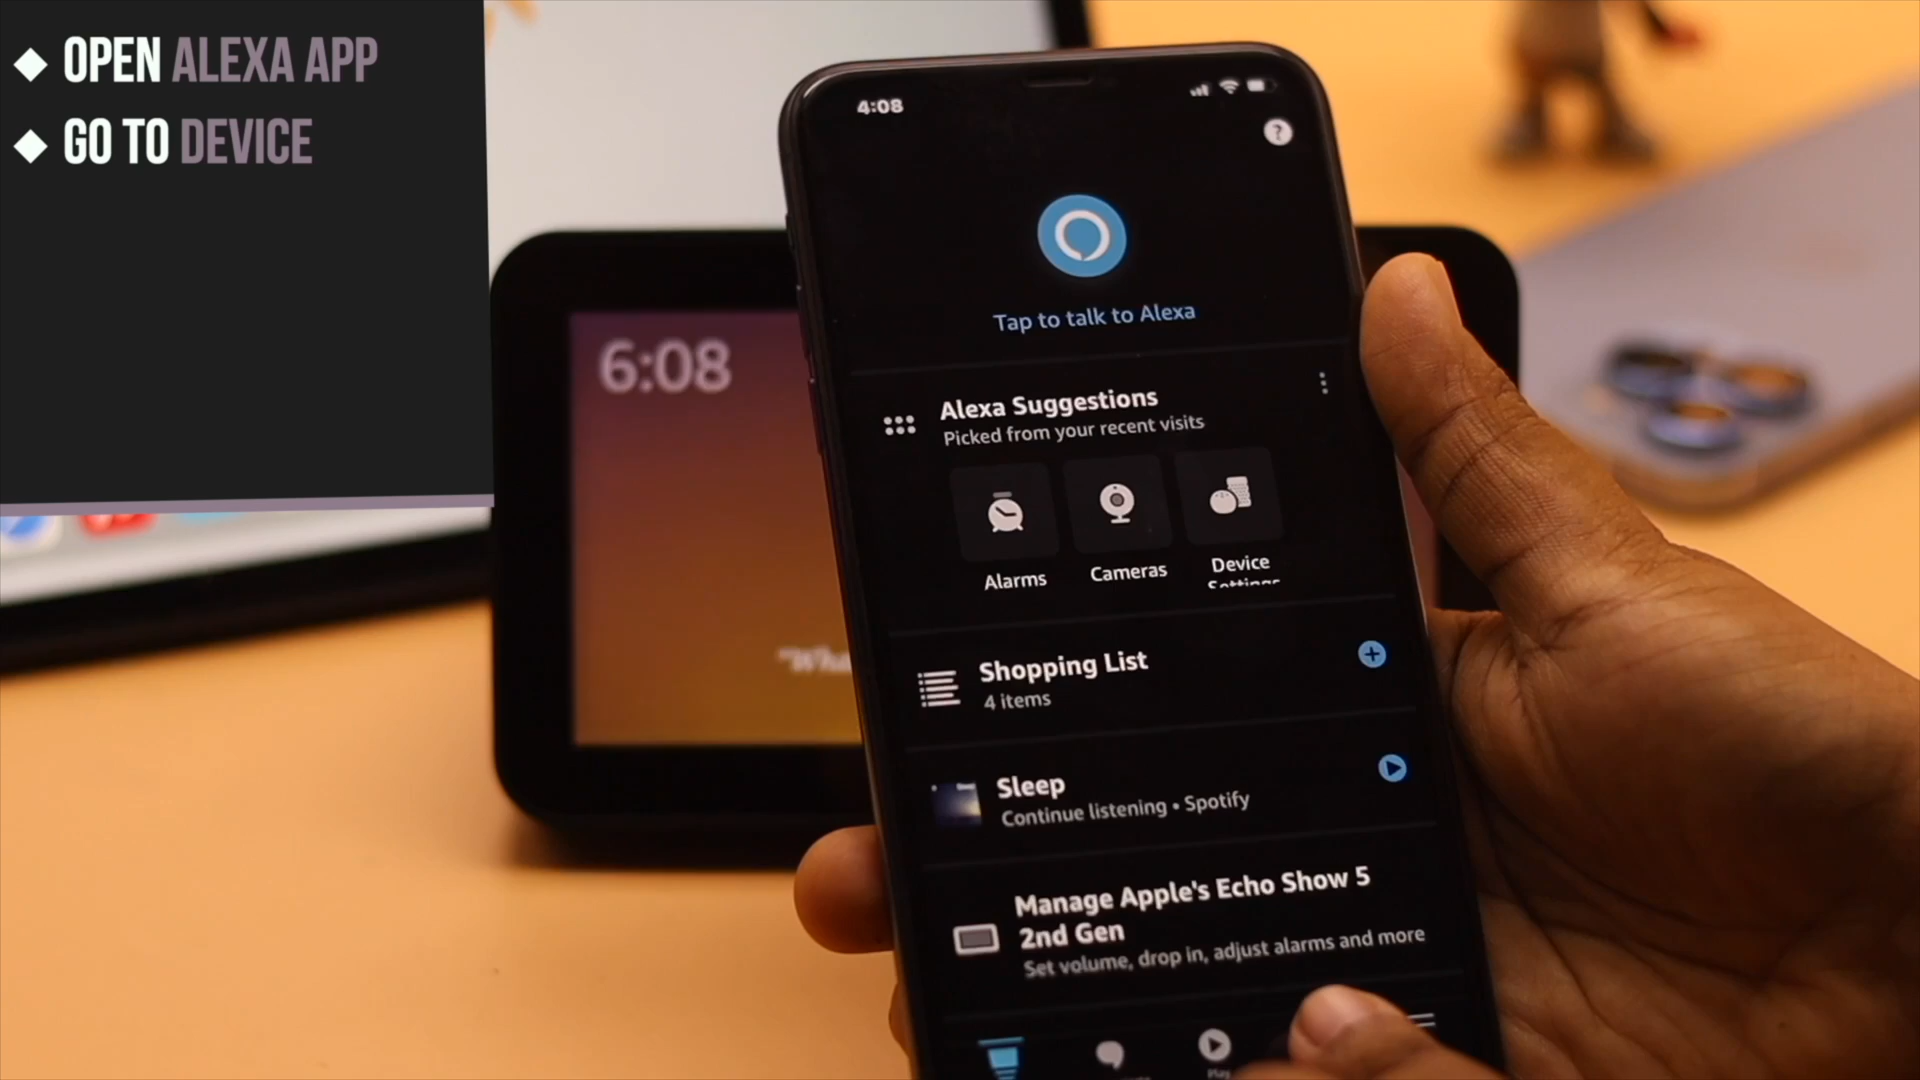 OPEN ALEXA APP
GO TO DEVICE
4:08
?
Tap to talk to Alexa
6:08
Alexa Suggestions
Picked from your recent visits
Alarms
Cameras
Device
Settings
Shopping List
4 items
Sleep
Continue listening • Spotify
Manage Apple's Echo Show 5
2nd Gen
Set volume, drop in, adjust alarms and more
Play